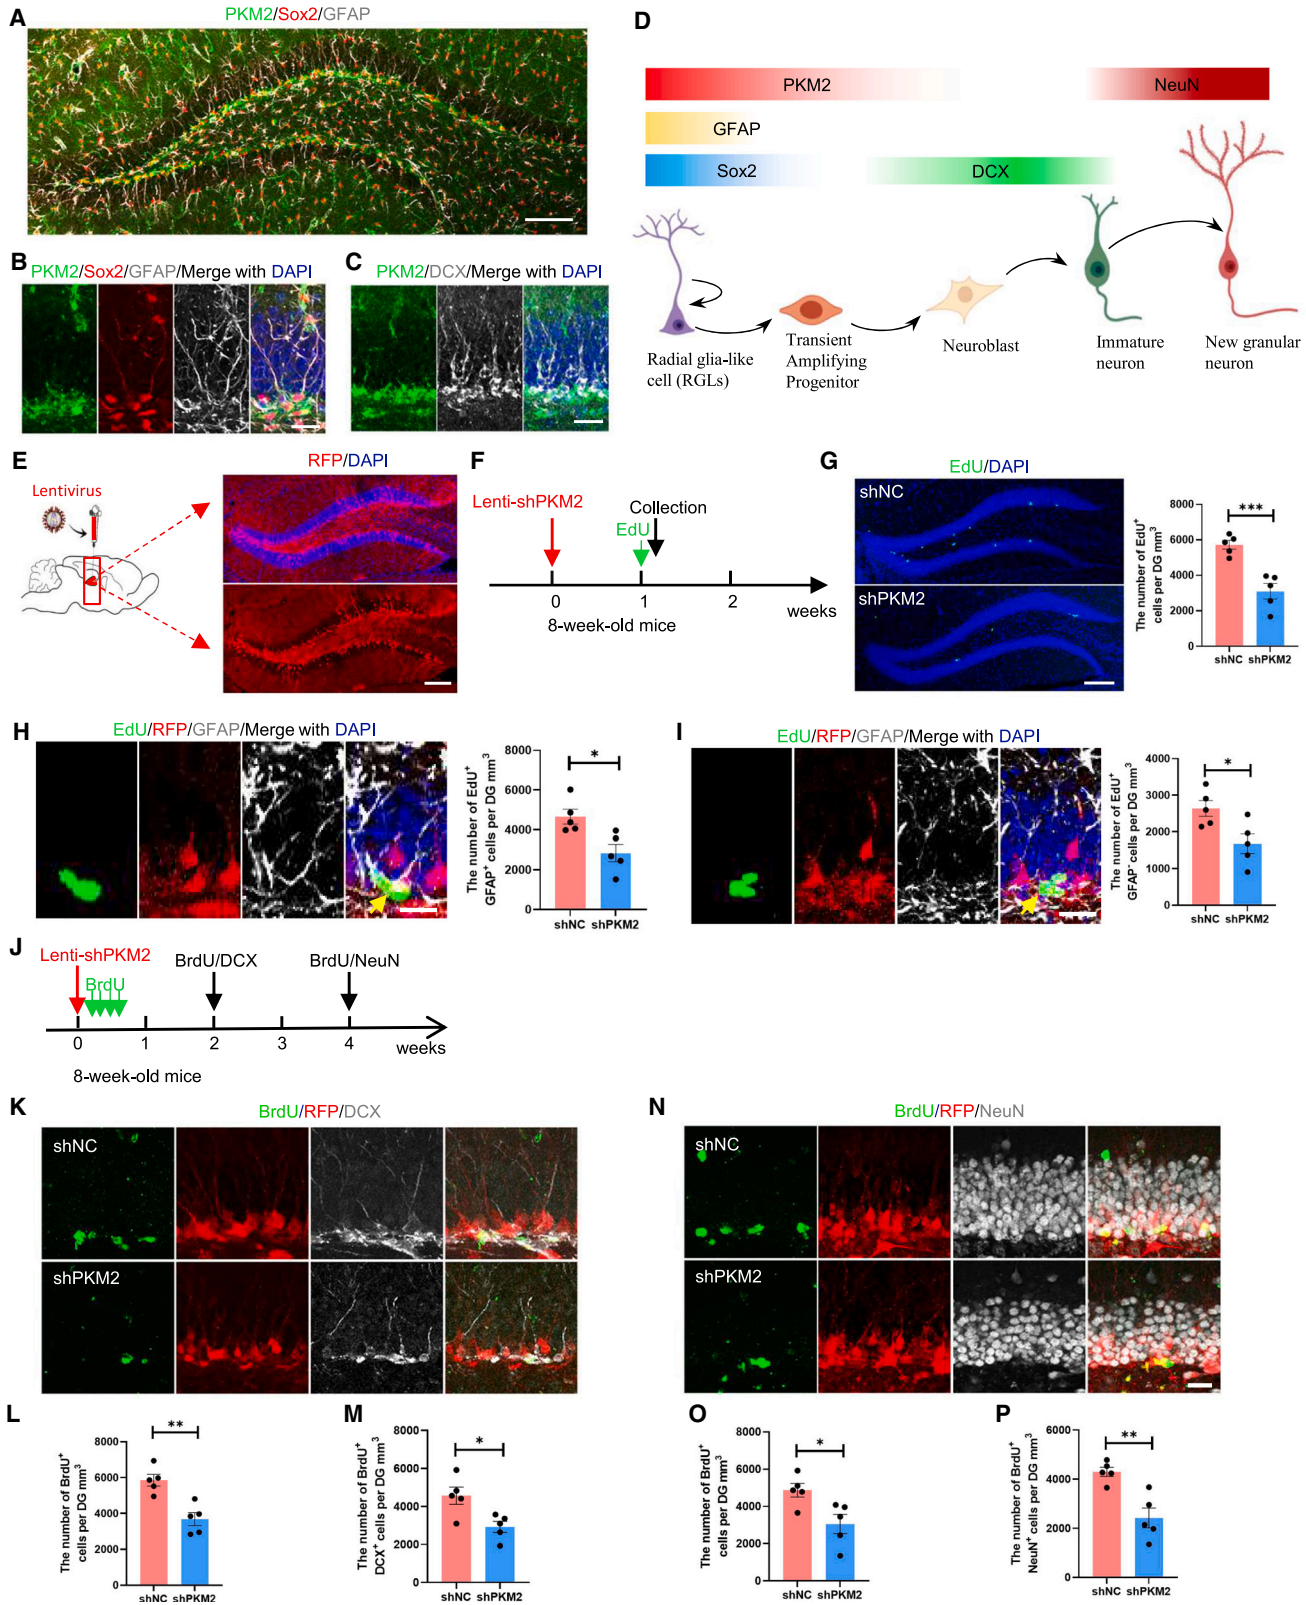 A
PKM2/Sox2/GFAP
B
PKM2/Sox2/GFAP/Merge with DAPI
C
PKM2/DCX/Merge with DAPI
D
PKM2
NeuN
GFAP
Sox2
DCX
Radial glia-like
cell (RGLs)
Transient
Amplifying
Progenitor
Neuroblast
Immature
neuron
New granular
neuron
E
Lentivirus
RFP/DAPI
F
Lenti-shPKM2
Collection
EdU
0
1
2
weeks
8-week-old mice
G
EdU/DAPI
shNC
shPKM2
The number of EdU+
cells per DG mm3
8000
6000
4000
2000
0
***
shNC
shPKM2
H
EdU/RFP/GFAP/Merge with DAPI
The number of EdU+
GFAP+ cells per DG mm3
8000
6000
4000
2000
0
*
shNC
shPKM2
I
EdU/RFP/GFAP/Merge with DAPI
The number of EdU+
GFAP- cells per DG mm3
4000
3000
2000
1000
0
*
shNC
shPKM2
J
Lenti-shPKM2
BrdU
BrdU/DCX
BrdU/NeuN
0
1
2
3
4
weeks
8-week-old mice
K
BrdU/RFP/DCX
shNC
shPKM2
N
BrdU/RFP/NeuN
shNC
shPKM2
L
The number of BrdU+
cells per DG mm3
8000
6000
4000
2000
0
**
shNC
shPKM2
M
The number of BrdU+
DCX+ cells per DG mm3
8000
6000
4000
2000
0
*
shNC
shPKM2
O
The number of BrdU+
cells per DG mm3
8000
6000
4000
2000
0
*
shNC
shPKM2
P
The number of BrdU+
NeuN+ cells per DG mm3
6000
4000
2000
0
**
shNC
shPKM2